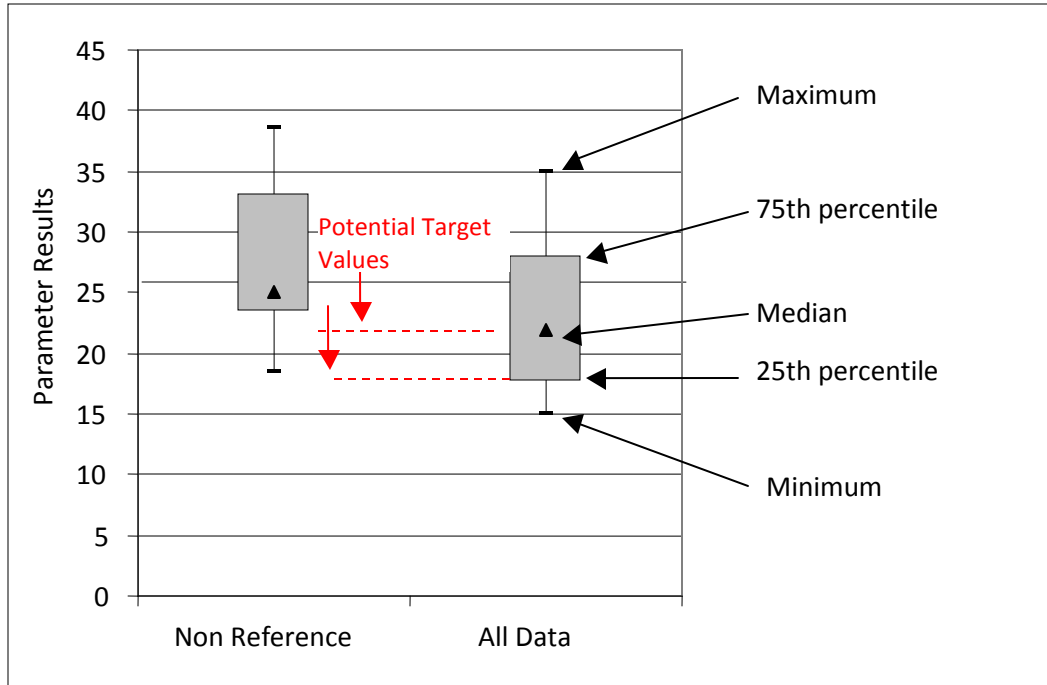 45
40
35
30
25
20
15
10
5
0
Parameter Results
Potential Target
Values
Maximum
75th percentile
Median
25th percentile
Minimum
Non Reference
All Data